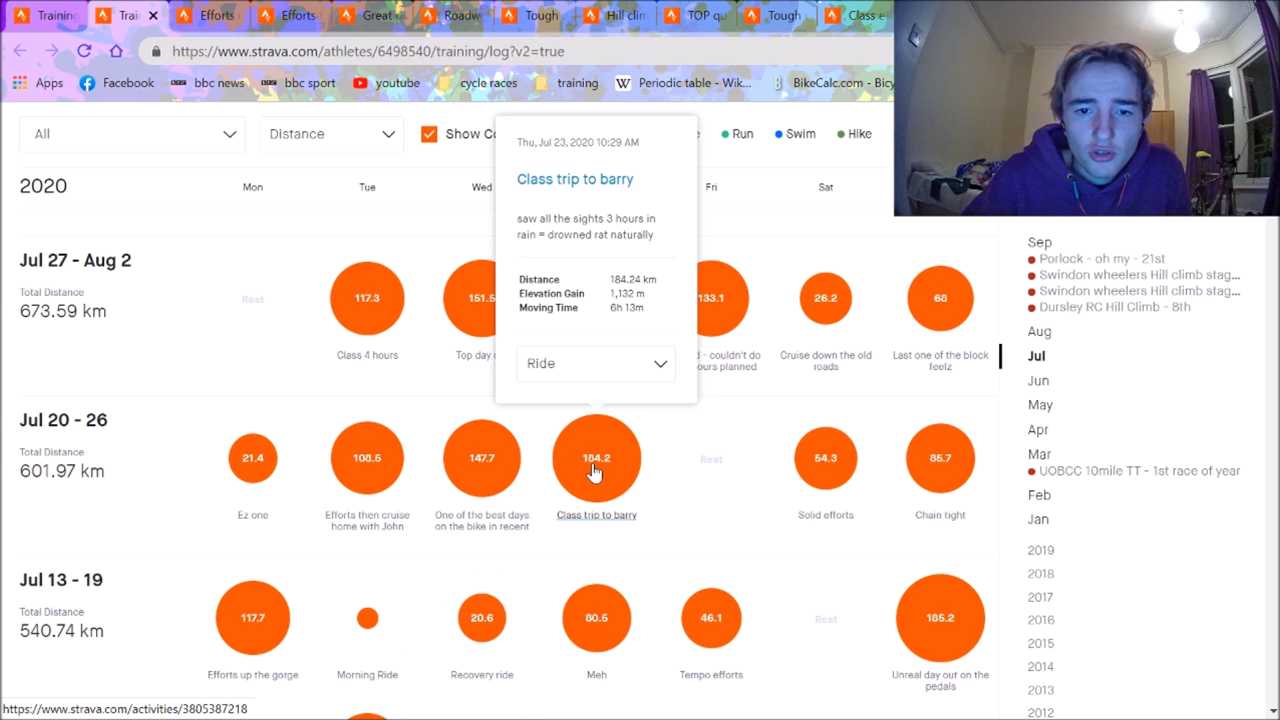 Training
Trai
Efforts
Efforts
Great
Roadw
Tough
Hill clin
TOP qu
Tough
Class e
https://www.strava.com/athletes/6498540/training/log?v2=true
Apps
Facebook
bbc news
bbc sport
youtube
cycle races
training
Periodic table - Wik...
BikeCalc.com - Bicy
All
Distance
Show Co
Run
Swim
Hike
2020
Mon
Tue
Wed
Fri
Sat
Thu, Jul 23, 2020 10:29 AM
Class trip to barry
saw all the sights 3 hours in
rain = drowned rat naturally
Distance 184.24 km
Elevation Gain 1,132 m
Moving Time 6h 13m
Ride
Jul 27 - Aug 2
Total Distance
673.59 km
Rest
117.3
151.5
133.1
26.2
68
Class 4 hours
Top day
d - couldn't do
ours planned
Cruise down the old
roads
Last one of the block
feelz
Jul 20 - 26
Total Distance
601.97 km
21.4
108.5
147.7
184.2
Rest
54.3
85.7
Ez one
Efforts then cruise
home with John
One of the best days
on the bike in recent
Class trip to barry
Solid efforts
Chain tight
Jul 13 - 19
Total Distance
540.74 km
117.7
20.6
80.5
46.1
Rest
185.2
Efforts up the gorge
Morning Ride
Recovery ride
Meh
Tempo efforts
Unreal day out on the
pedals
Sep
Porlock - oh my - 21st
Swindon wheelers Hill climb stag...
Swindon wheelers Hill climb stag...
Dursley RC Hill Climb - 8th
Aug
Jul
Jun
May
Apr
Mar
UOBCC 10mile TT - 1st race of year
Feb
Jan
2019
2018
2017
2016
2015
2014
2013
2012
https://www.strava.com/activities/3805387218